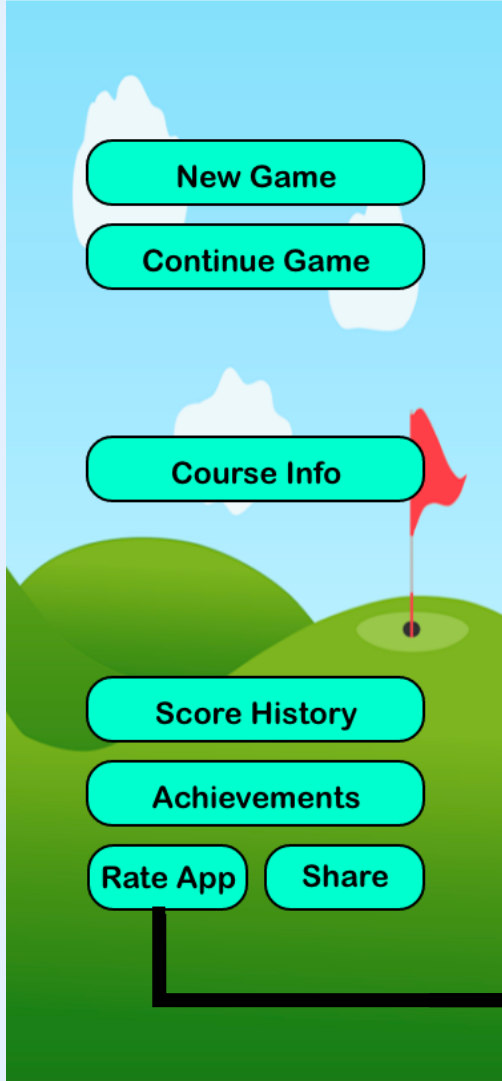 New Game
Continue Game
Course Info
Score History
Achievements
Rate App
Share